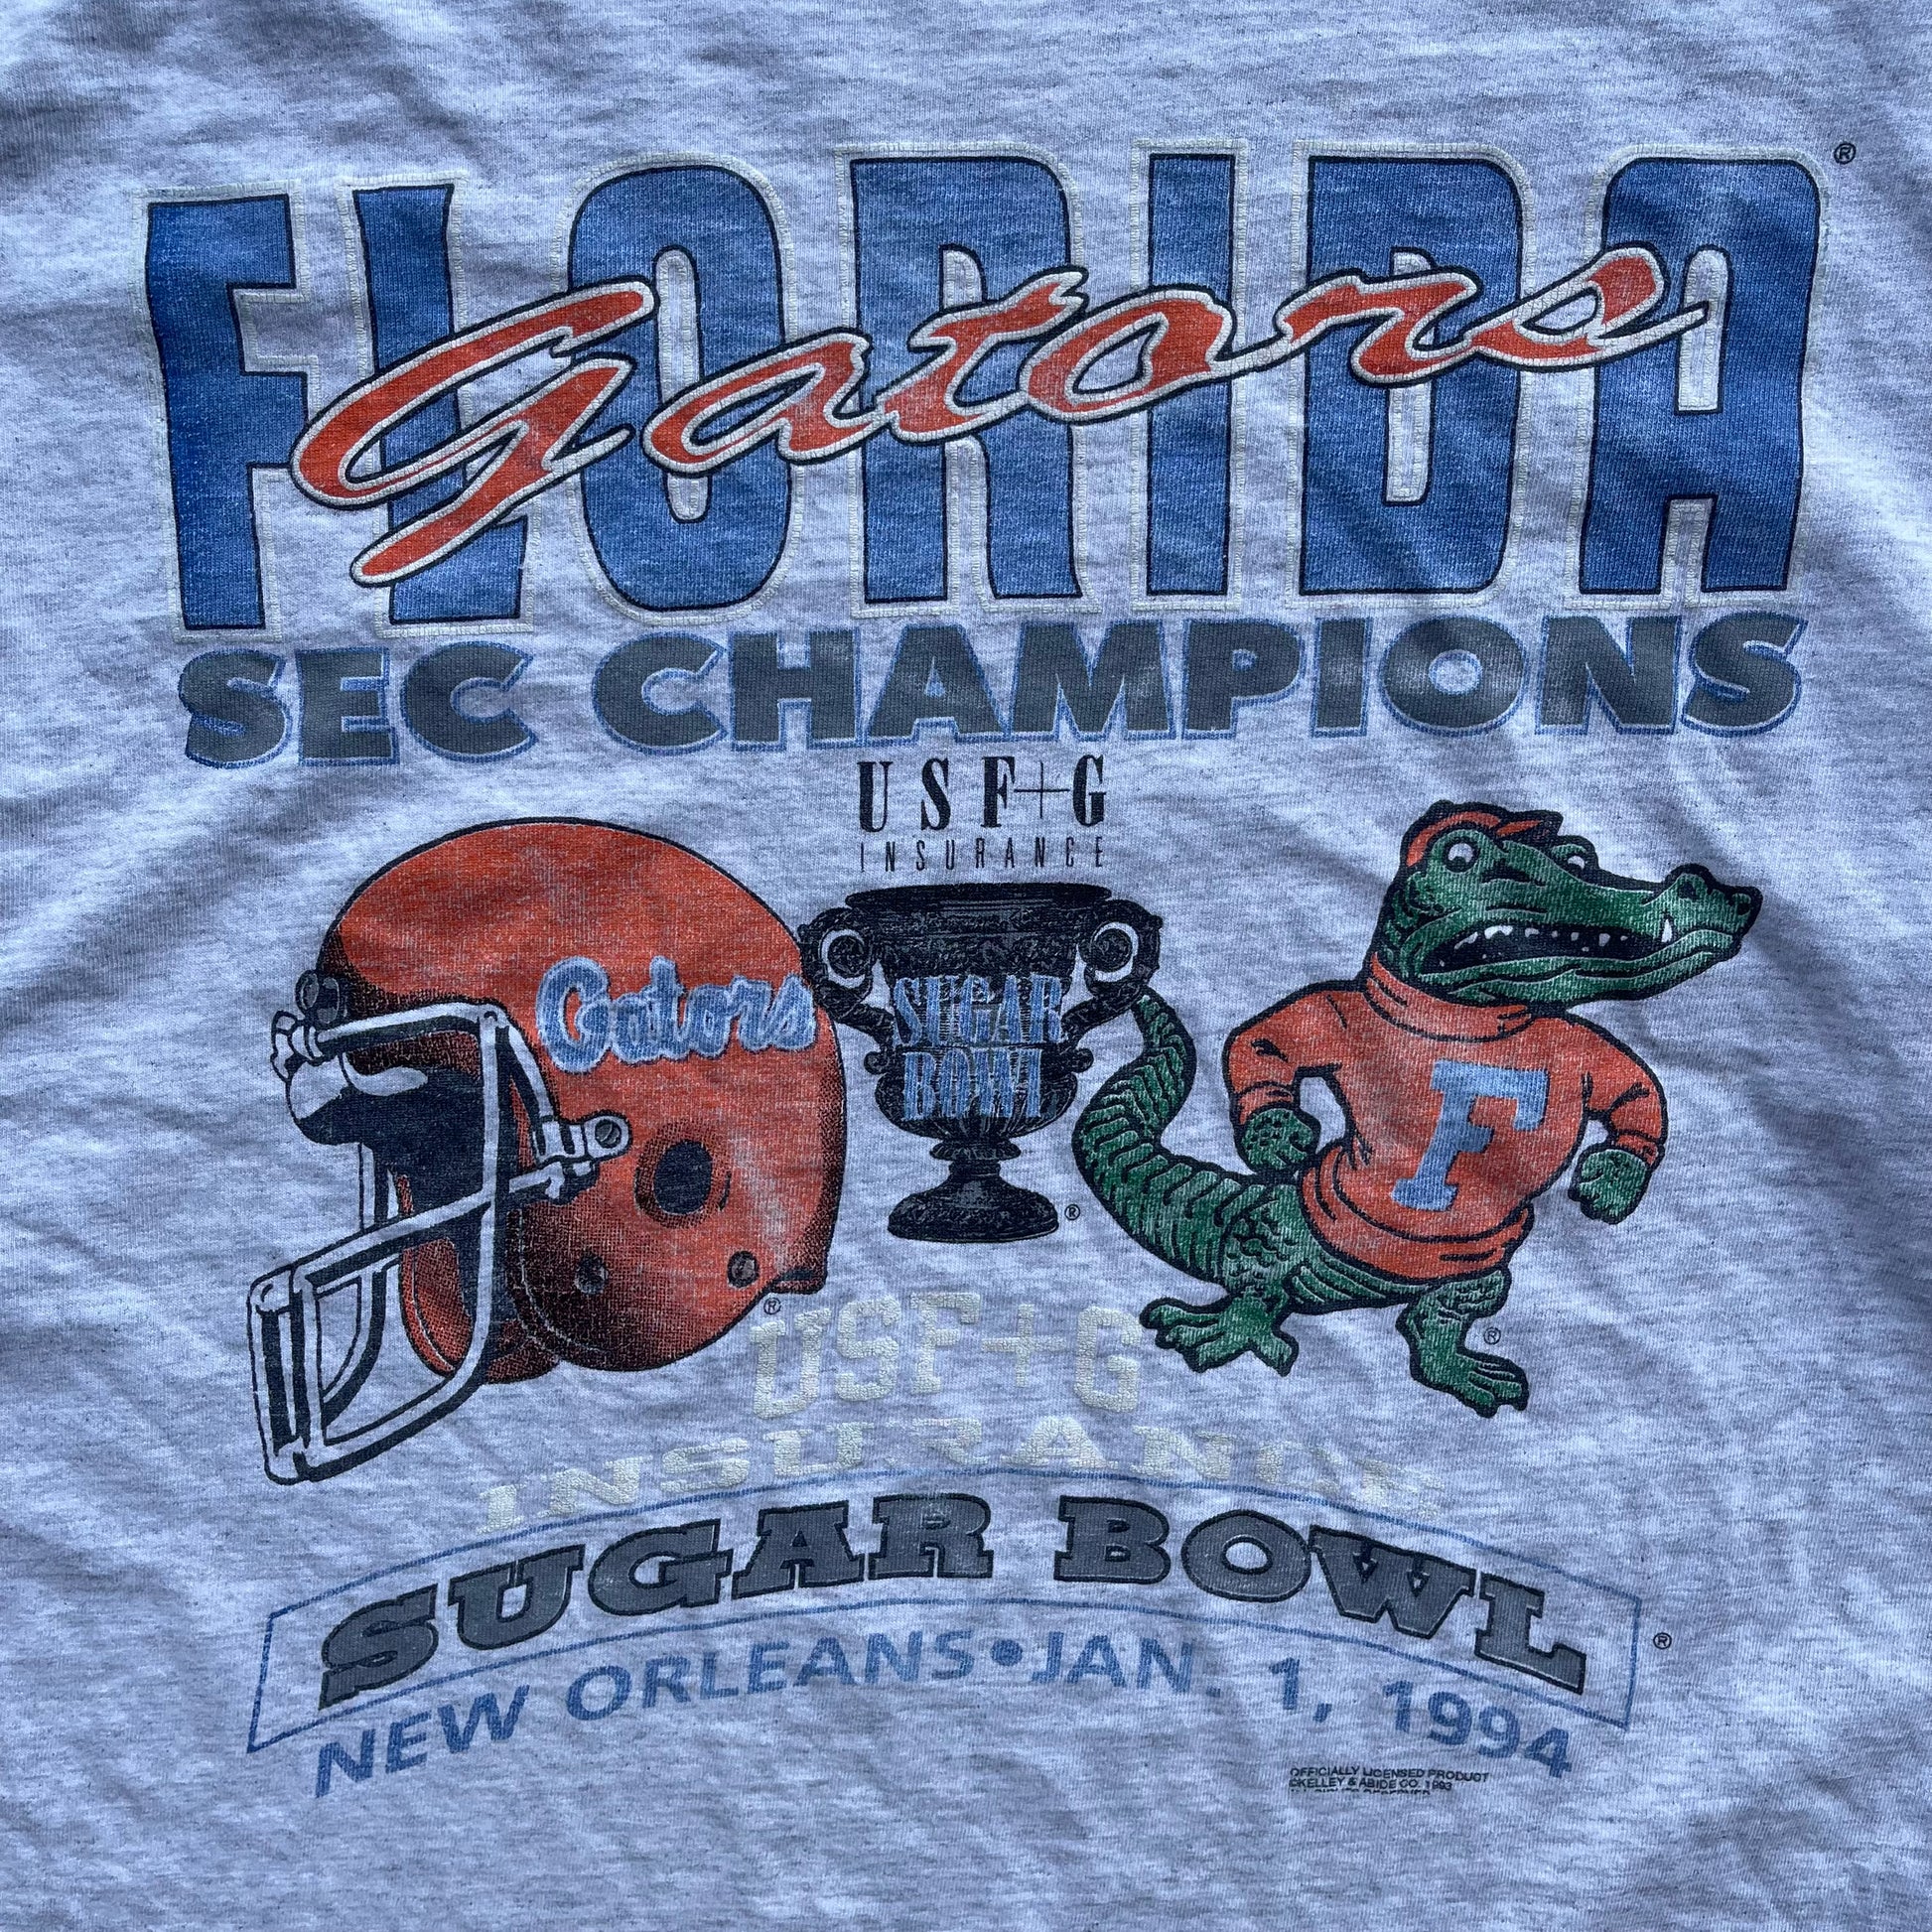 FLORIDA®
Gators
SEC CHAMPIONS
USF+G
INSURANCE
Gators
SUGAR
BOWL
F
®
®
®
USF+G
INSURANCE
SUGAR BOWL
®
NEW ORLEANS•JAN. 1, 1994
OFFICIALLY LICENSED PRODUCT
©KELLEY & ABIDE CO. 1993